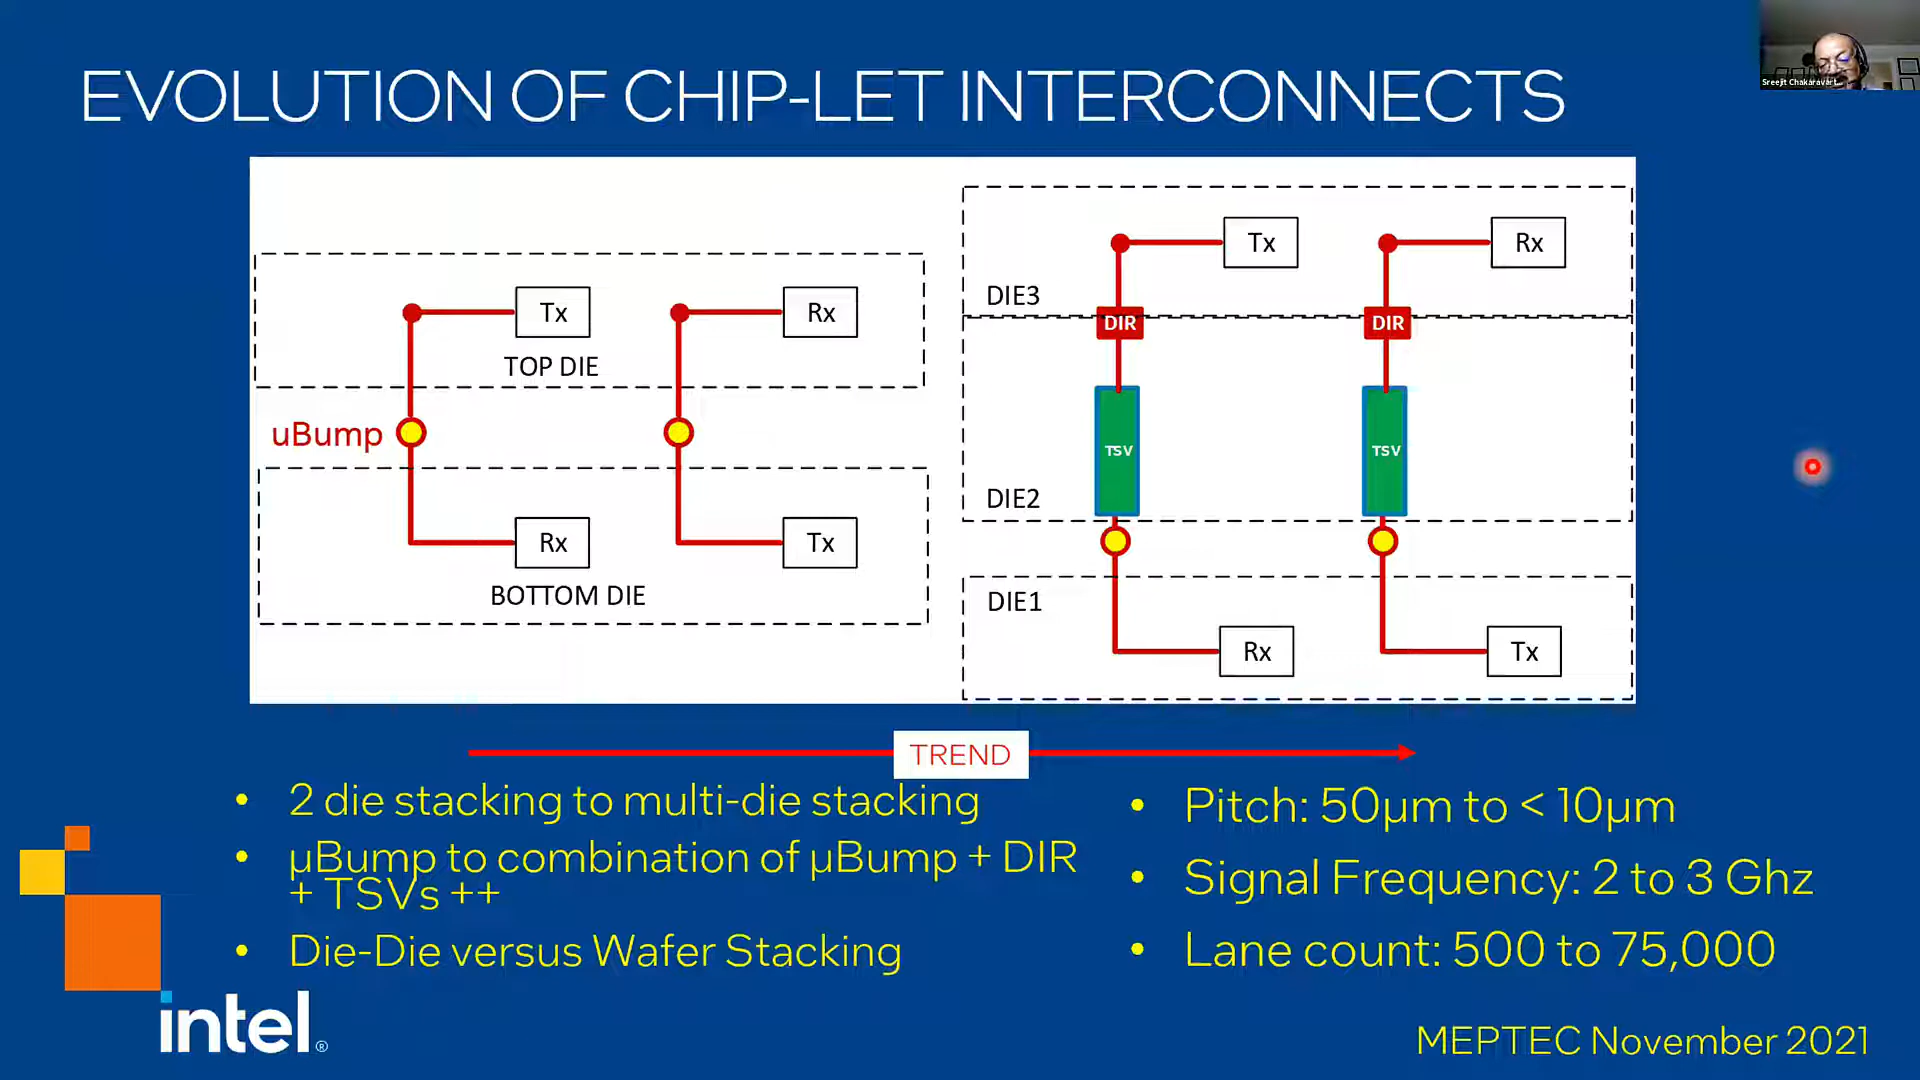 EVOLUTION OF CHIP-LET INTERCONNECTS
Sreejit Chakaravart...
Tx
Rx
TOP DIE
uBump
Rx
Tx
BOTTOM DIE
Tx
Rx
DIE3
DIR
DIR
TSV
TSV
DIE2
DIE1
Rx
Tx
TREND
• 2 die stacking to multi-die stacking
• µBump to combination of µBump + DIR
+ TSVs ++
• Die-Die versus Wafer Stacking
• Pitch: 50µm to < 10µm
• Signal Frequency: 2 to 3 Ghz
• Lane count: 500 to 75,000
intel®
MEPTEC November 2021